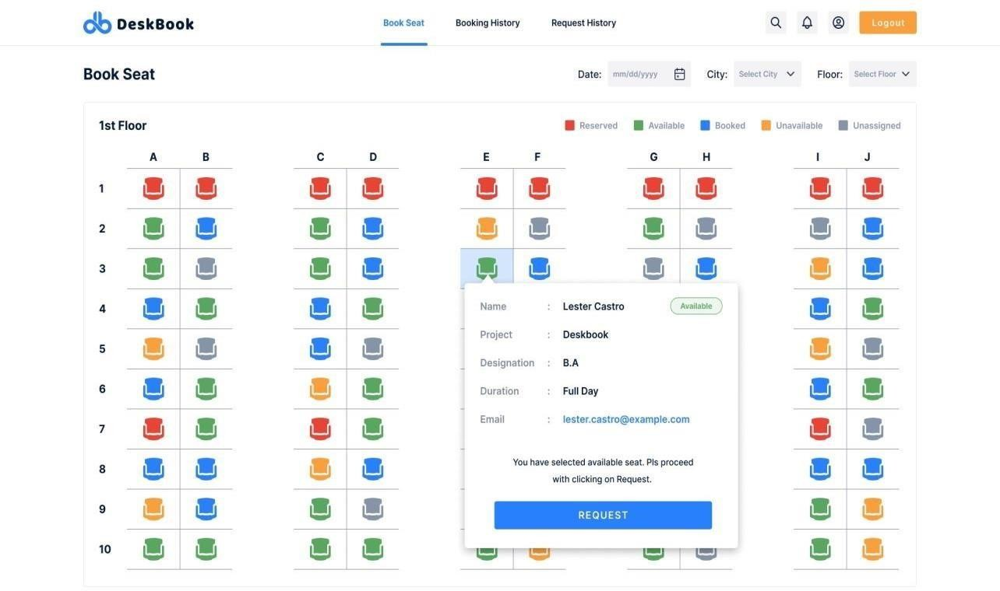 DeskBook
Book Seat
Booking History
Request History
Logout
Book Seat
Date: mm/dd/yyyy
City: Select City
Floor: Select Floor
1st Floor
Reserved Available Booked Unavailable Unassigned
A B C D E F G H I J
1
2
3
4
5
6
7
8
9
10
Name : Lester Castro Available
Project : Deskbook
Designation : B.A
Duration : Full Day
Email : lester.castro@example.com
You have selected available seat. Pls proceed
with clicking on Request.
REQUEST